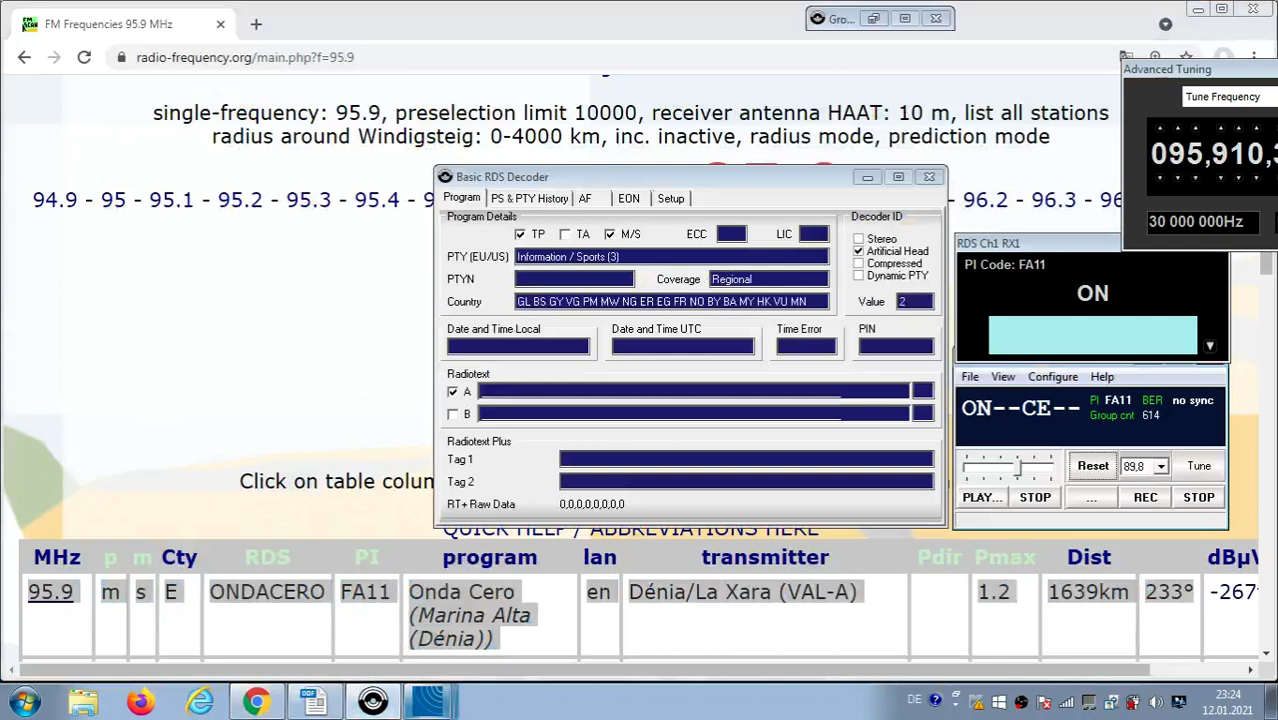 FM Frequencies 95.9 MHz
Gro...
radio-frequency.org/main.php?f=95.9
single-frequency: 95.9, preselection limit 10000, receiver antenna HAAT: 10 m, list all stations
radius around Windigsteig: 0-4000 km, inc. inactive, radius mode, prediction mode
94.9 - 95 - 95.1 - 95.2 - 95.3 - 95.4 -
- 96.2 - 96.3 - 96
Advanced Tuning
Tune Frequency
095,910,3
30 000 000Hz
Basic RDS Decoder
Program
PS & PTY History
AF
EON
Setup
Program Details
TP
TA
M/S
ECC
LIC
PTY (EU/US)
Information / Sports (3)
PTYN
Coverage
Regional
Country
GL BS GY VG PM MW NG ER EG FR NO BY BA MY HK VU MN
Decoder ID
Stereo
Artificial Head
Compressed
Dynamic PTY
Value
2
Date and Time Local
Date and Time UTC
Time Error
PIN
Radiotext
A
B
Radiotext Plus
Tag 1
Tag 2
RT+ Raw Data
0,0,0,0,0,0,0
RDS Ch1 RX1
PI Code: FA11
ON
File View Configure Help
ON--CE-- PI FA11 BER no sync
Group cnt 614
Reset
89,8
Tune
PLAY...
STOP
...
REC
STOP
Click on table colum
QUICK HELP / ABBREVIATIONS HERE
MHz p m Cty RDS PI program lan transmitter Pdir Pmax Dist dBµV
95.9 m s E ONDACERO FA11 Onda Cero en Dénia/La Xara (VAL-A) 1.2 1639km 233° -267
(Marina Alta
(Dénia))
DE
23:24
12.01.2021